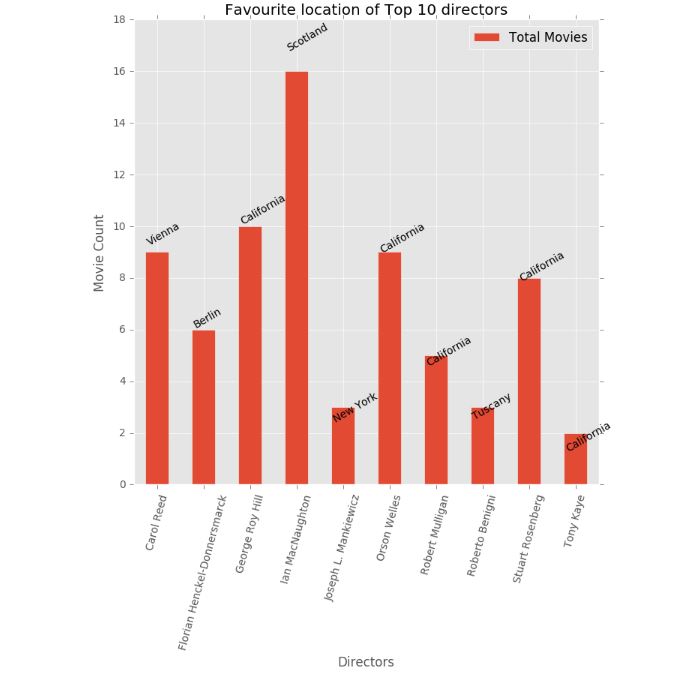 Favourite location of Top 10 directors
Total Movies
Movie Count
18
16
14
12
10
8
6
4
2
0
Vienna
Berlin
California
Scotland
New York
California
California
Tuscany
California
California
Carol Reed
Florian Henckel-Donnersmarck
George Roy Hill
Ian MacNaughton
Joseph L. Mankiewicz
Orson Welles
Robert Mulligan
Roberto Benigni
Stuart Rosenberg
Tony Kaye
Directors